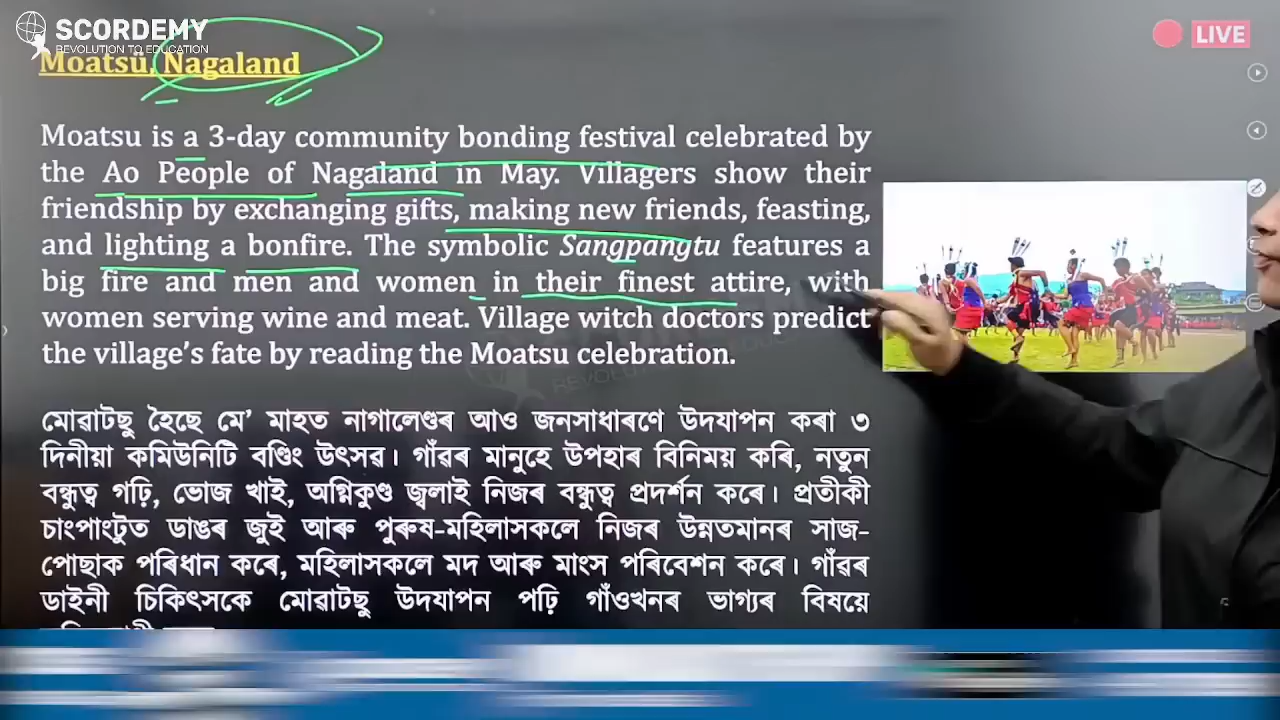 SCORDEMY
REVOLUTION TO EDUCATION
LIVE
Moatsü, Nagaland
Moatsu is a 3-day community bonding festival celebrated by
the Ao People of Nagaland in May. Villagers show their
friendship by exchanging gifts, making new friends, feasting,
and lighting a bonfire. The symbolic Sangpangtu features a
big fire and men and women in their finest attire, with
women serving wine and meat. Village witch doctors predict
the village's fate by reading the Moatsu celebration.
মোৱাটছু হৈছে মে’ মাহত নাগালেণ্ডৰ আও জনসাধাৰণে উদযাপন কৰা ৩
দিনীয়া কমিউনিটি বণ্ডিং উৎসৱ। গাঁৱৰ মানুহে উপহাৰ বিনিময় কৰি, নতুন
বন্ধুত্ব গঢ়ি, ভোজ খাই, অগ্নিকুণ্ড জ্বলাই নিজৰ বন্ধুত্ব প্ৰদৰ্শন কৰে। প্ৰতীকী
চাংপাংটুত ডাঙৰ জুই আৰু পুৰুষ-মহিলাসকলে নিজৰ উন্নতমানৰ সাজ-
পোছাক পৰিধান কৰে, মহিলাসকলে মদ আৰু মাংস পৰিবেশন কৰে। গাঁৱৰ
ডাইনী চিকিৎসকে মোৱাটছু উদযাপন পঢ়ি গাঁওখনৰ ভাগ্যৰ বিষয়ে